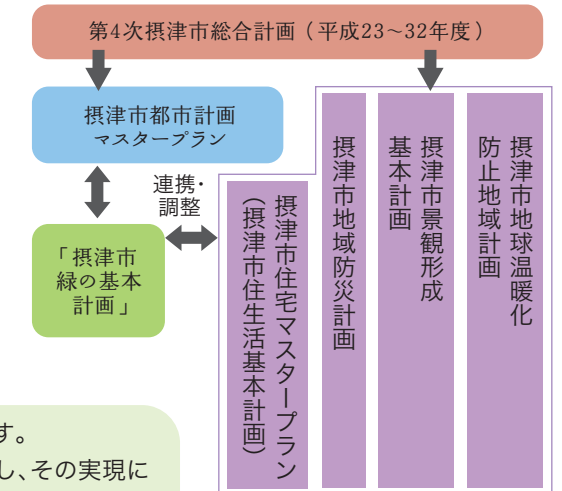 第4次摂津市総合計画（平成23~32年度）
摂津市都市計画
マスタープラン
連携・
調整
「摂津市
緑の基本
計画」
摂津市地球温暖化
防止地域計画
摂津市景観形成
基本計画
摂津市地域防災計画
摂津市住宅マスタープラン
（摂津市住生活基本計画）
す。
し、その実現に